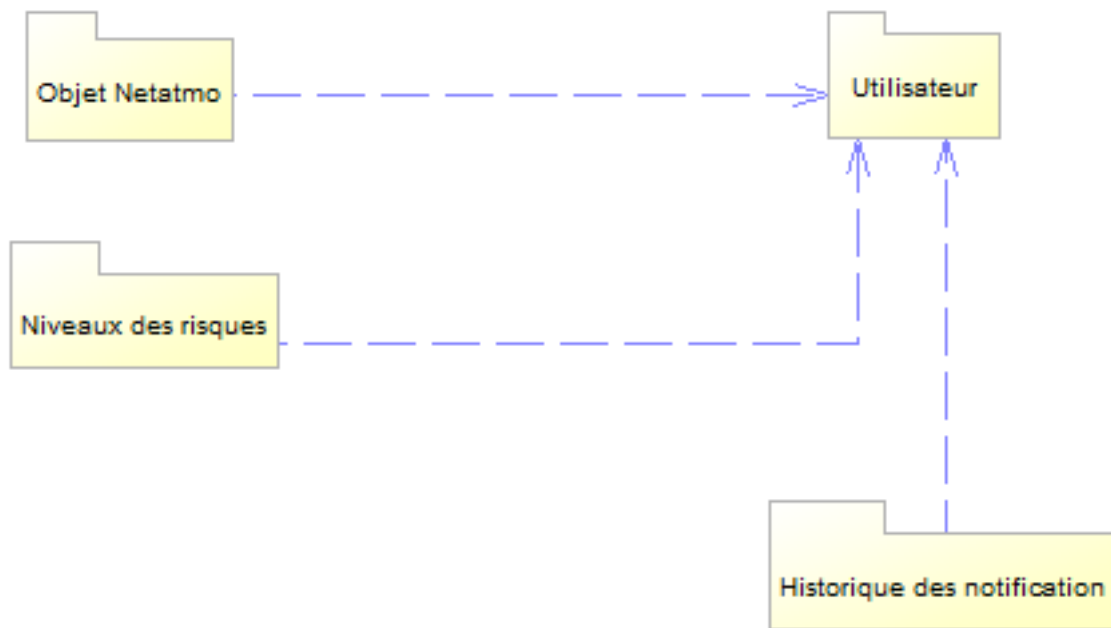 Objet Netatmo
Utilisateur
Niveaux des risques
Historique des notification